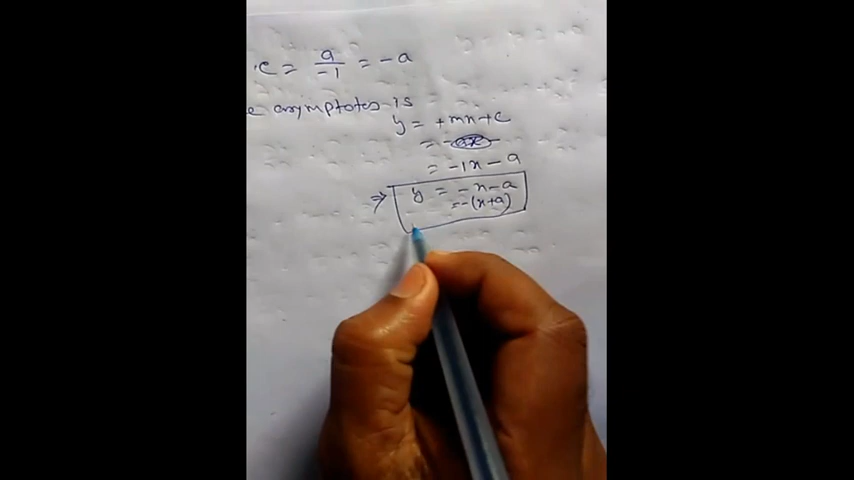 c = a/-1 = -a
asymptotes is
y = +mx+c
=
= -1x - a
⇒ y = -x-a
= -(x+a)